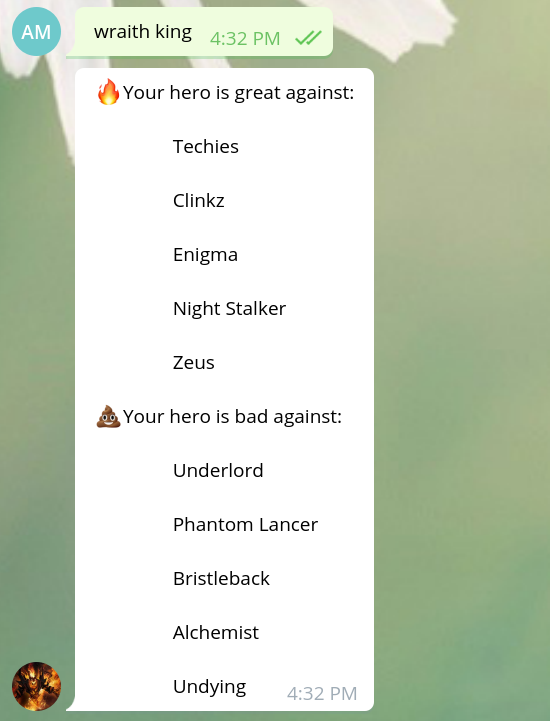 AM
wraith king 4:32 PM
🔥Your hero is great against:
Techies
Clinkz
Enigma
Night Stalker
Zeus
💩Your hero is bad against:
Underlord
Phantom Lancer
Bristleback
Alchemist
Undying 4:32 PM